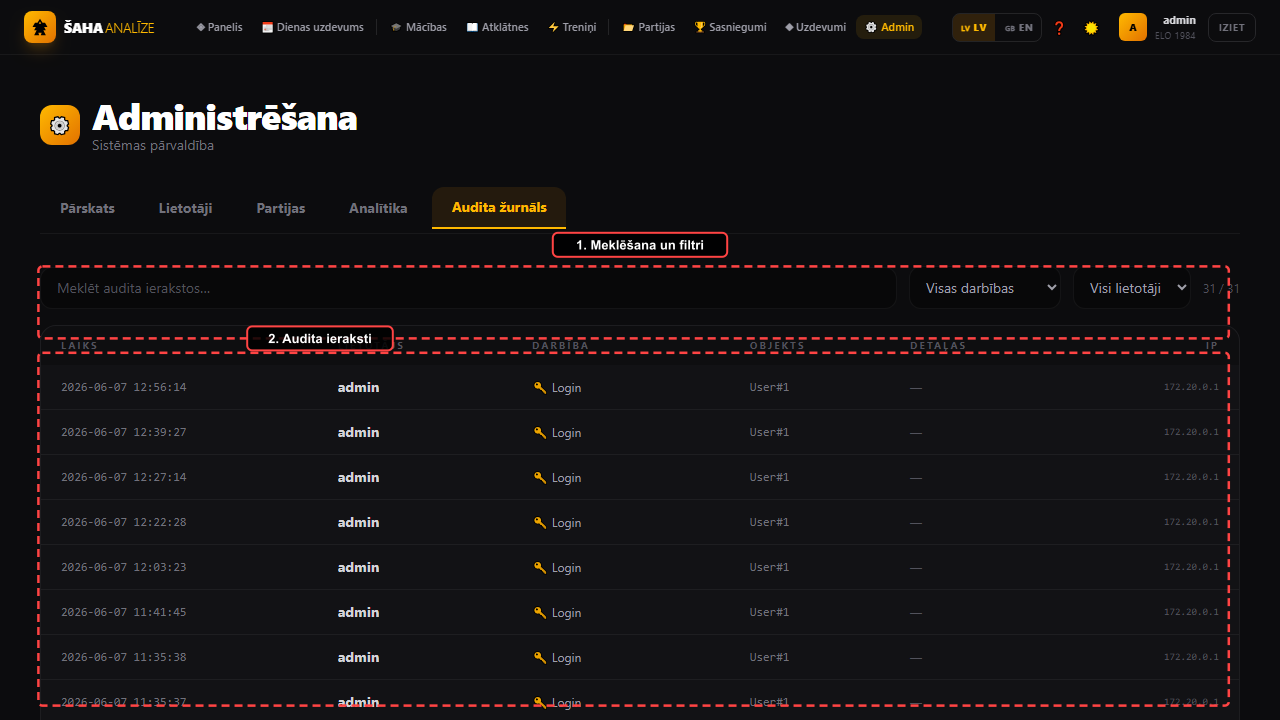 ŠAHA ANALĪZE Panelis Dienas uzdevums Mācības Atklātnes Treniņi Partijas Sasniegumi Uzdevumi Admin LV LV GB EN ? A admin IZIET
ELO 1984
Administrēšana
Sistēmas pārvaldība
Pārskats Lietotāji Partijas Analītika Audita žurnāls
1. Meklēšana un filtri
Meklēt audita ierakstos... Visas darbības Visi lietotāji 31 / 31
2. Audita ieraksti
LAIKS DARBĪBA OBJEKTS DETAĻAS IP
2026-06-07 12:56:14 admin Login User#1 — 172.20.0.1
2026-06-07 12:39:27 admin Login User#1 — 172.20.0.1
2026-06-07 12:27:14 admin Login User#1 — 172.20.0.1
2026-06-07 12:22:28 admin Login User#1 — 172.20.0.1
2026-06-07 12:03:23 admin Login User#1 — 172.20.0.1
2026-06-07 11:41:45 admin Login User#1 — 172.20.0.1
2026-06-07 11:35:38 admin Login User#1 — 172.20.0.1
2026-06-07 11:35:37 admin Login User#1 — 172.20.0.1